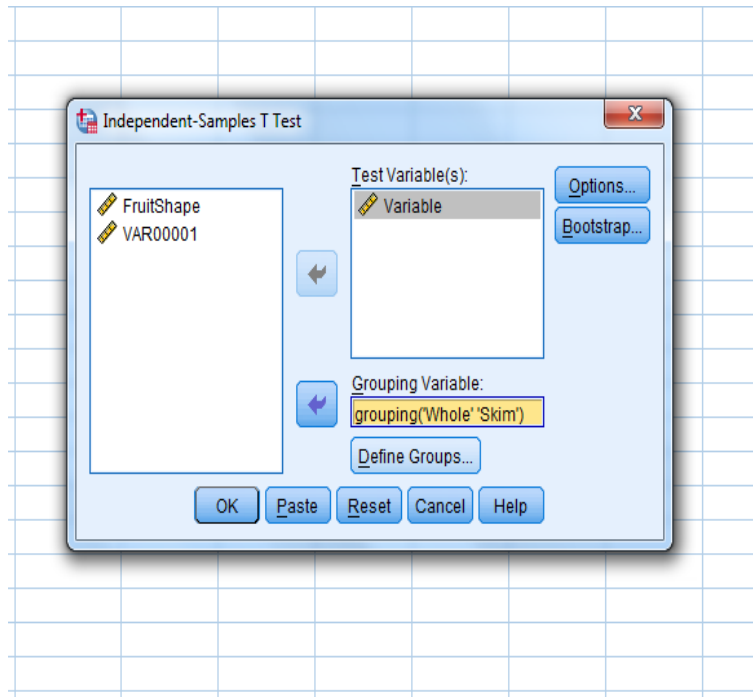 Independent-Samples T Test
X
Test Variable(s):
FruitShape
VAR00001
Variable
Options...
Bootstrap...
Grouping Variable:
grouping('Whole' 'Skim')
Define Groups...
OK Paste Reset Cancel Help